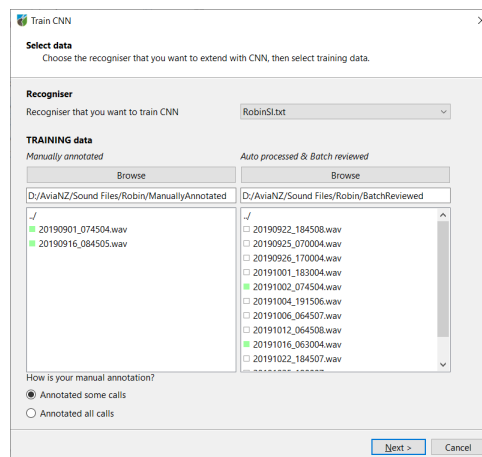 Train CNN
Select data
Choose the recogniser that you want to extend with CNN, then select training data.
Recogniser
Recogniser that you want to train CNN
RobinSI.txt
TRAINING data
Manually annotated
Auto processed & Batch reviewed
Browse
Browse
D:/AviaNZ/Sound Files/Robin/ManuallyAnnotated
D:/AviaNZ/Sound Files/Robin/BatchReviewed
../
20190901_074504.wav
20190916_084505.wav
../
20190922_184508.wav
20190925_070004.wav
20190926_170004.wav
20191001_183004.wav
20191002_074504.wav
20191004_191506.wav
20191006_064507.wav
20191012_064508.wav
20191016_063004.wav
20191022_184507.wav
How is your manual annotation?
Annotated some calls
Annotated all calls
Next >
Cancel